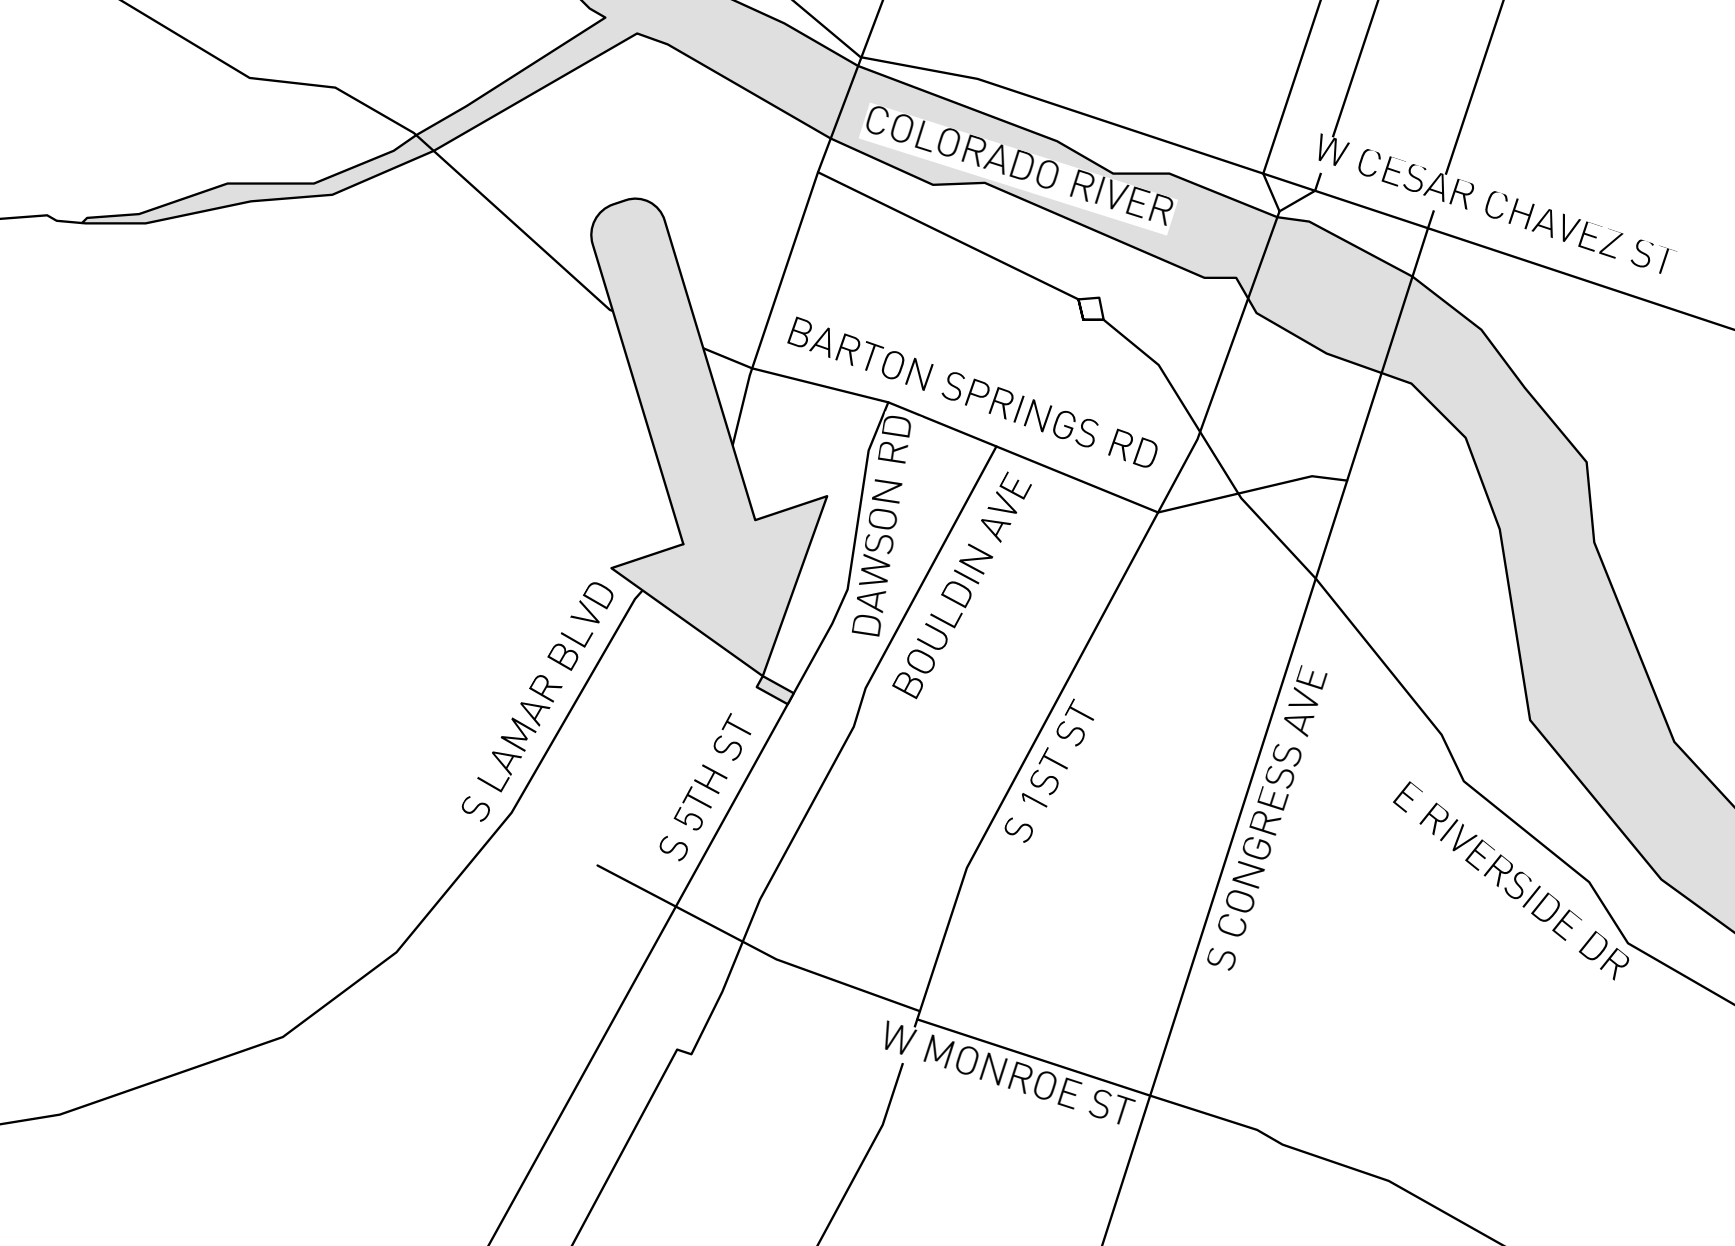 COLORADO RIVER
W CESAR CHAVEZ ST
BARTON SPRINGS RD
DAWSON RD
BOULDIN AVE
S LAMAR BLVD
S 5TH ST
S 1ST ST
S CONGRESS AVE
E RIVERSIDE DR
W MONROE ST